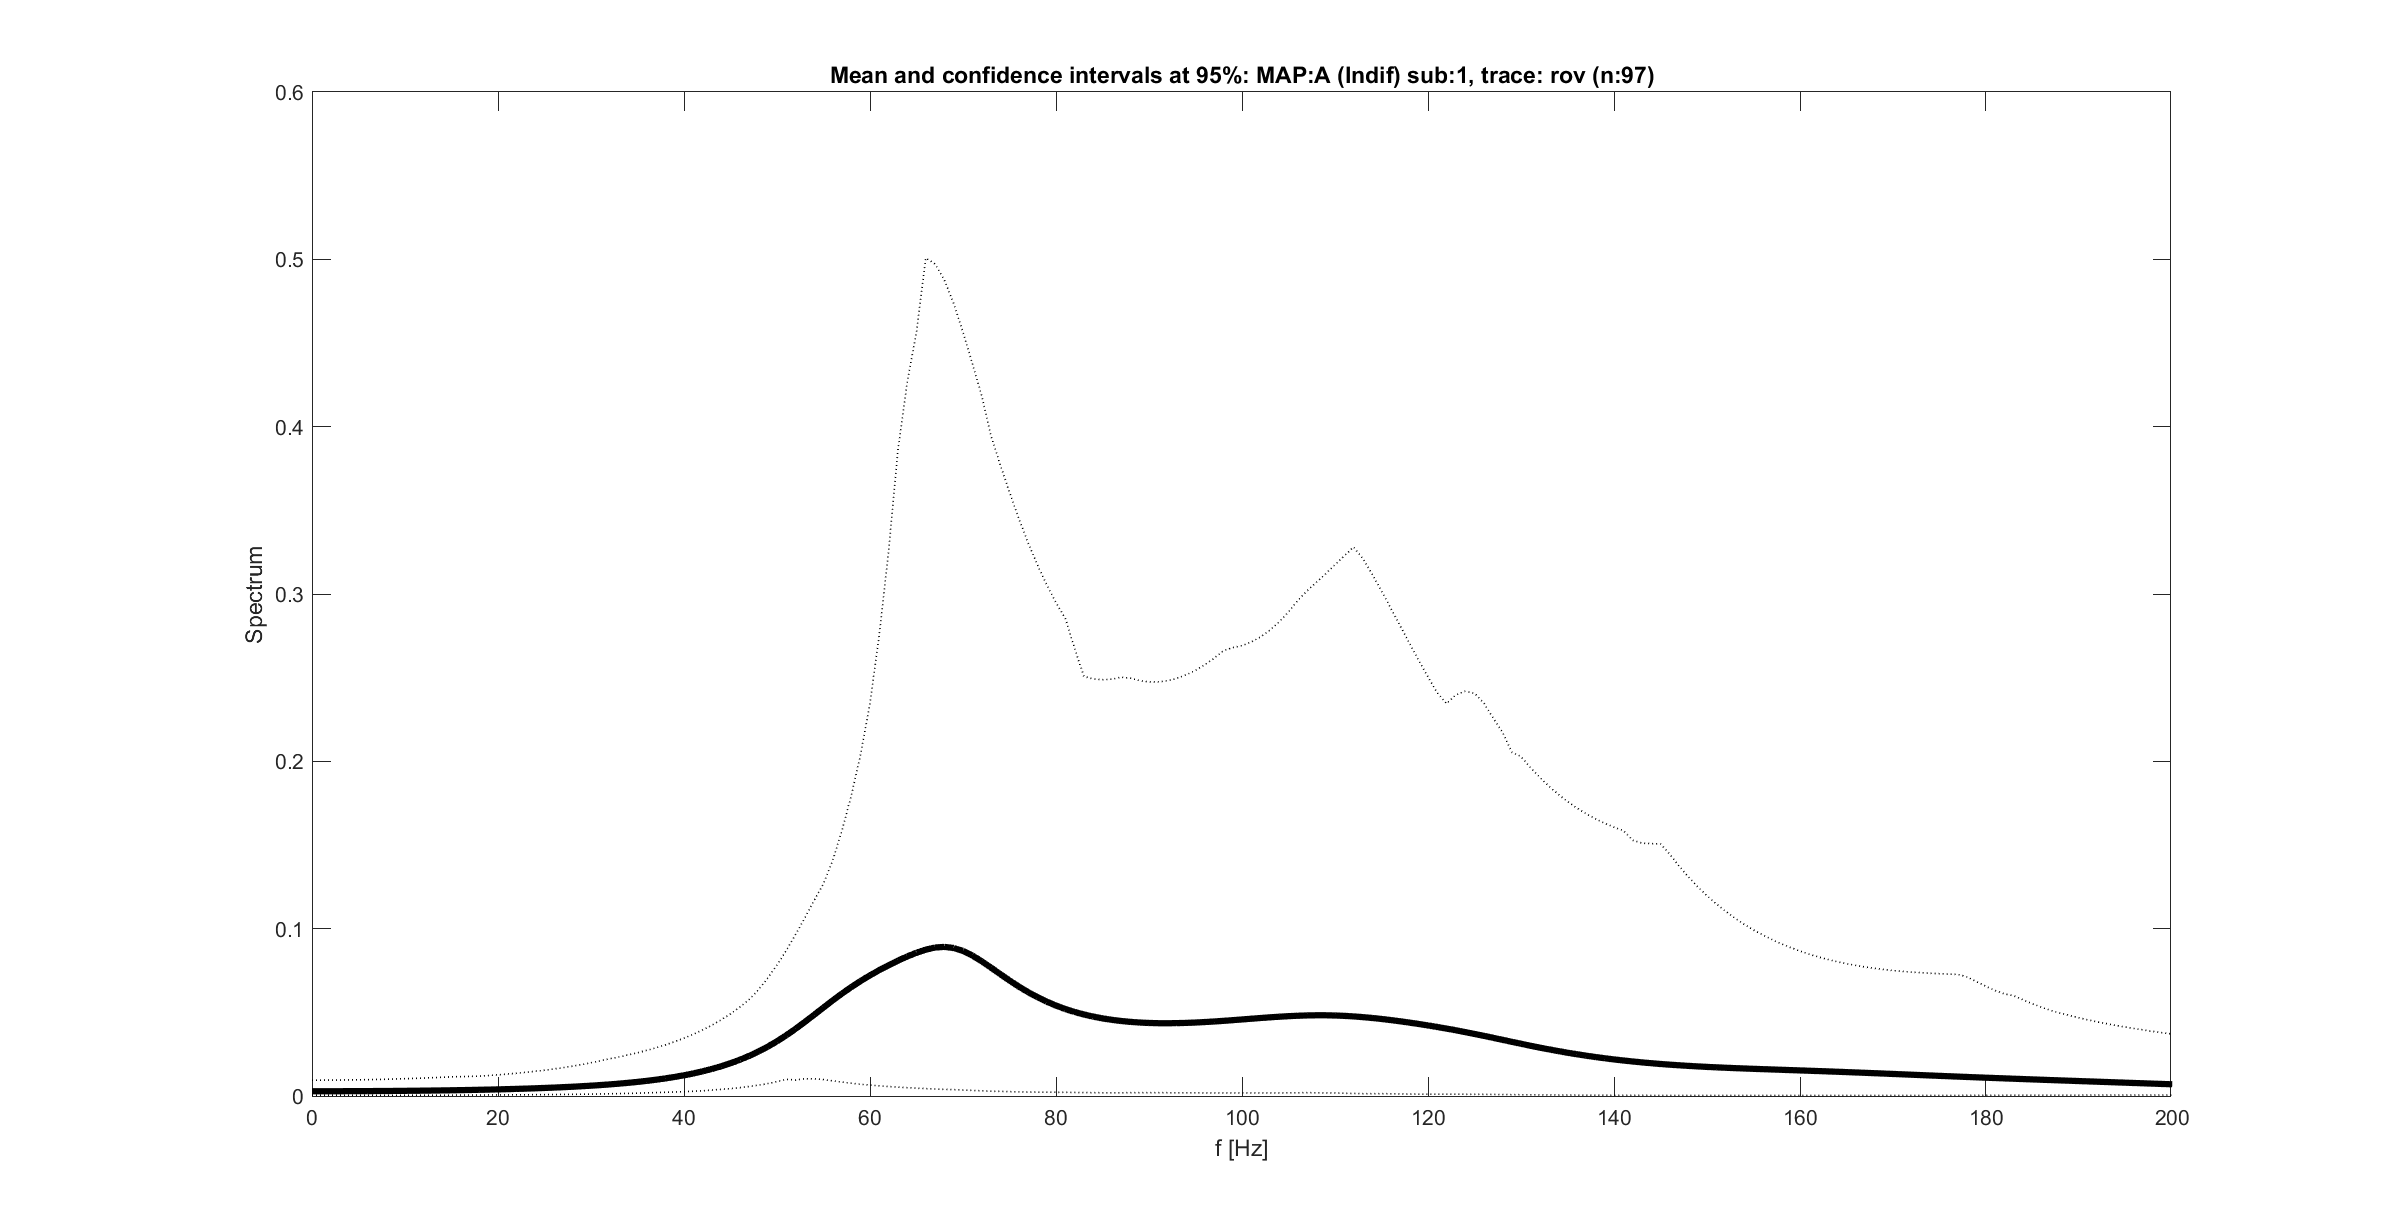 Mean and confidence intervals at 95%: MAP:A (Indif) sub:1, trace: rov (n:97)
0.6
0.5
0.4
0.3
0.2
0.1
0
Spectrum
0 20 40 60 80 100 120 140 160 180 200
f [Hz]